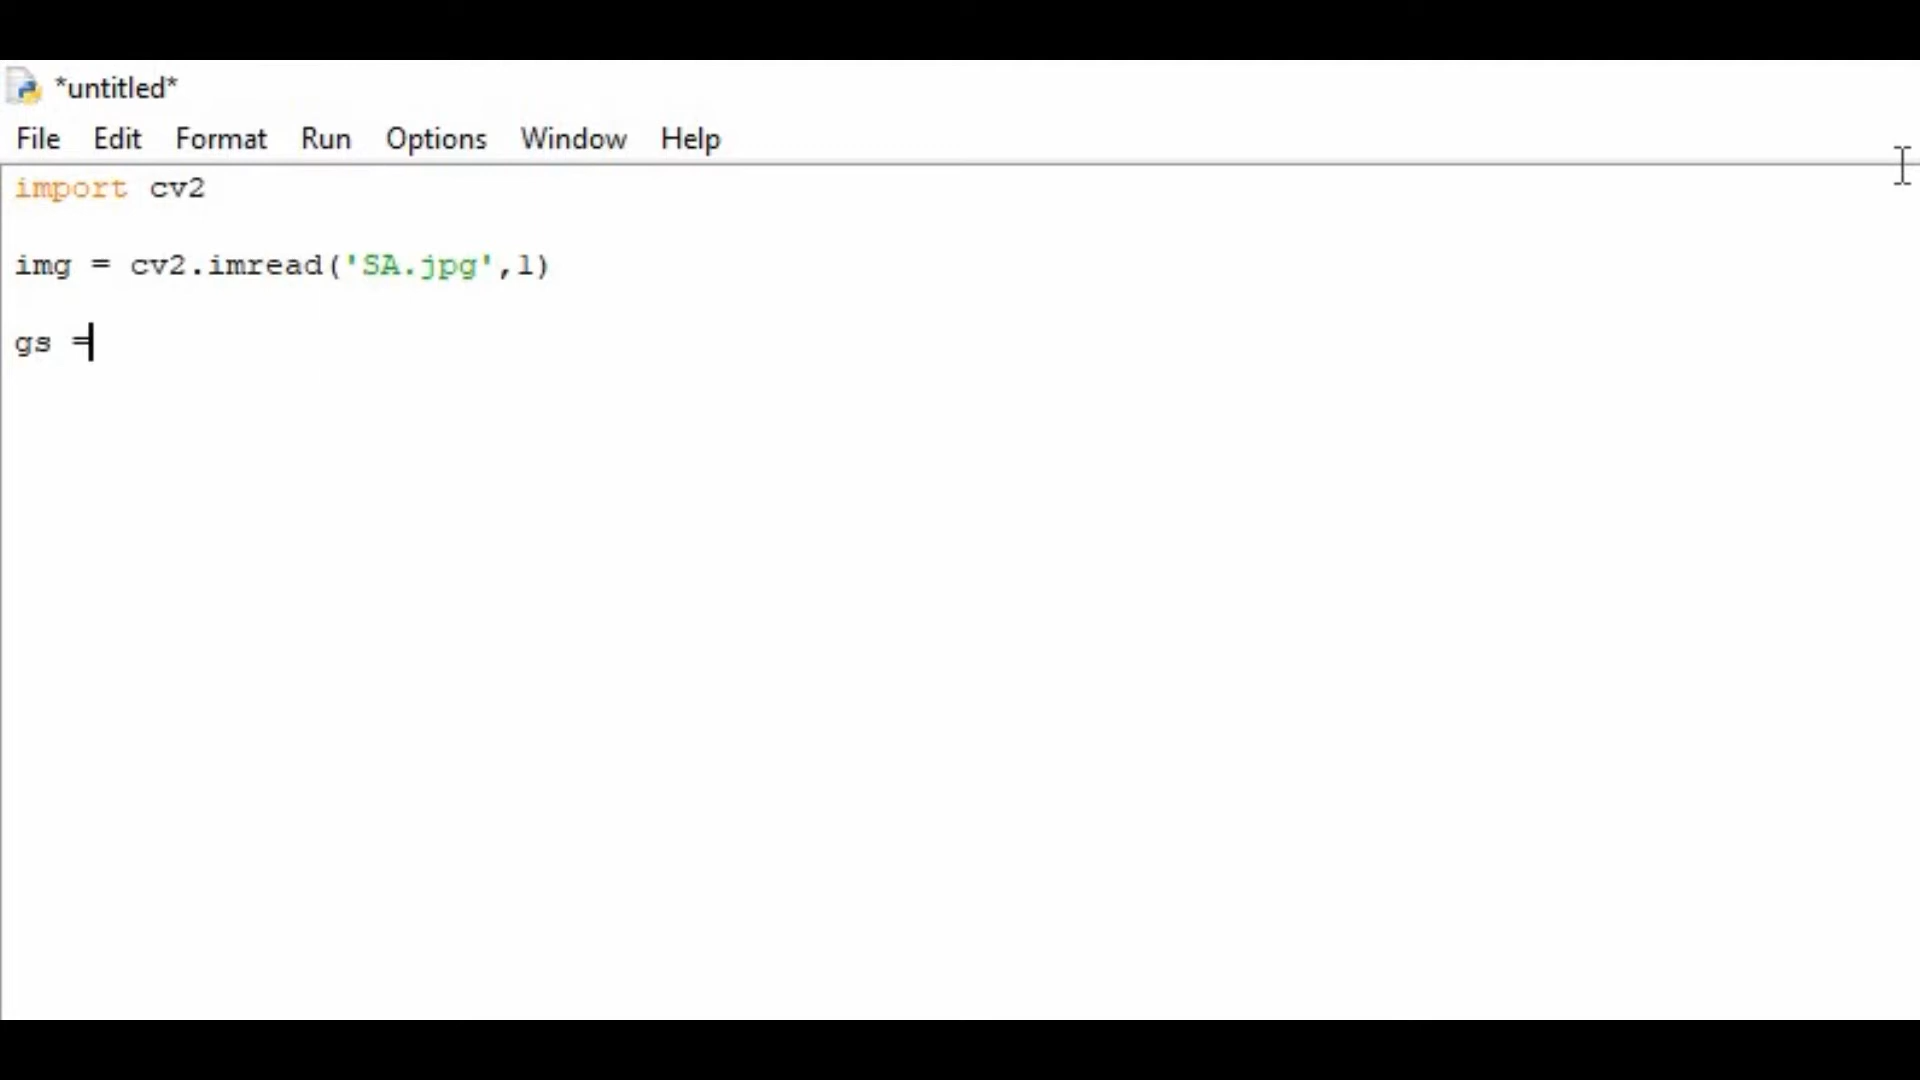 *untitled*
File Edit Format Run Options Window Help
import cv2
img = cv2.imread('SA.jpg',1)
gs =